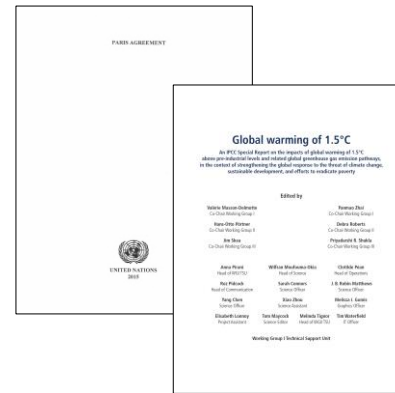 PARIS AGREEMENT
UNITED NATIONS
2015
Global warming of 1.5°C
An IPCC Special Report on the impacts of global warming of 1.5°C
above pre-industrial levels and related global greenhouse gas emission pathways,
in the context of strengthening the global response to the threat of climate change,
sustainable development, and efforts to eradicate poverty
Edited by
Valérie Masson-Delmotte
Co-Chair Working Group I
Panmao Zhai
Co-Chair Working Group I
Hans-Otto Pörtner
Co-Chair Working Group II
Debra Roberts
Co-Chair Working Group II
Jim Skea
Co-Chair Working Group III
Priyadarshi R. Shukla
Co-Chair Working Group III
Anna Pirani
Head of WGI TSU
Wilfran Moufouma-Okia
Head of Science
Clotilde Péan
Head of Operations
Roz Pidcock
Head of Communication
Sarah Connors
Science Officer
J. B. Robin Matthews
Science Officer
Yang Chen
Science Officer
Xiao Zhou
Science Assistant
Melissa I. Gomis
Graphics Officer
Elisabeth Lonnoy
Project Assistant
Tom Maycock
Science Editor
Melinda Tignor
Head of WGII TSU
Tim Waterfield
IT Officer
Working Group I Technical Support Unit